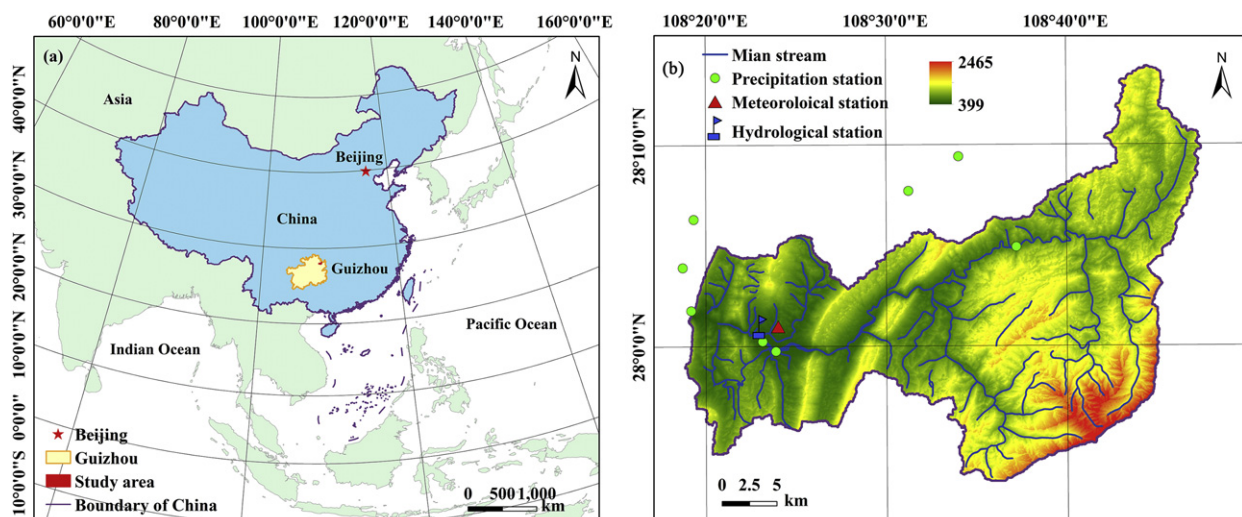 80°0'0"E 100°0'0"E 120°0'0"E 140°0'0"E 160°0'0"E
(a)
N
Asia
40°0'0"N
Beijing
30°0'0"N
China
20°0'0"N
Guizhou
10°0'0"N
Pacific Ocean
Indian Ocean
0°0'0"
10°0'0"S
Beijing
Guizhou
Study area
Boundary of China
0 500 1,000
km
108°20'0"E 108°30'0"E 108°40'0"E
(b)
Mian stream
Precipitation station
Meteoroloical station
Hydrological station
2465
399
N
28°10'0"N
28°0'0"N
0 2.5 5
km